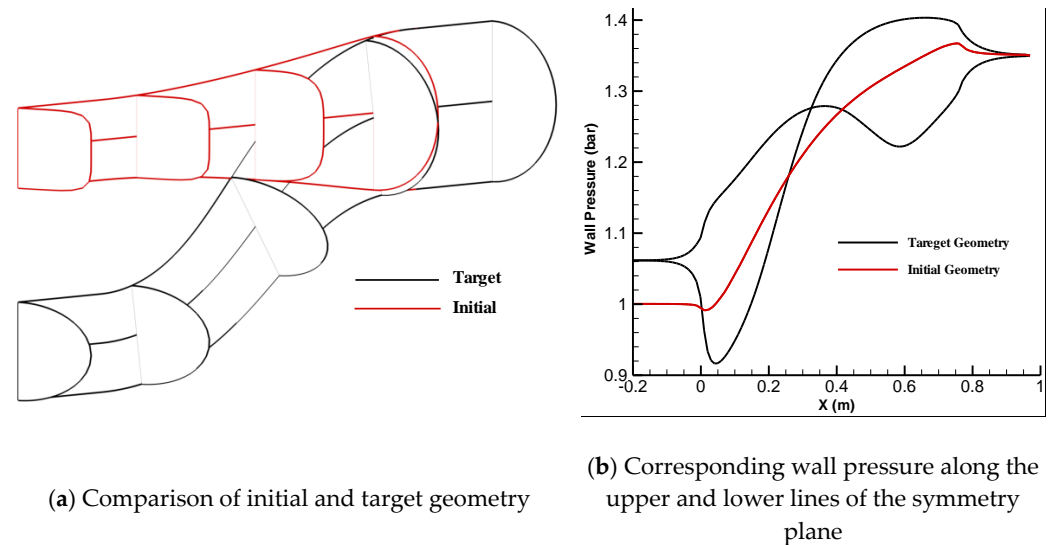 Target
Initial
1.4
1.3
1.2
1.1
1
0.9
Wall Pressure (bar)
Tareget Geometry
Initial Geometry
-0.2
0
0.2
0.4
0.6
0.8
1
X (m)
(a) Comparison of initial and target geometry
(b) Corresponding wall pressure along the
upper and lower lines of the symmetry
plane